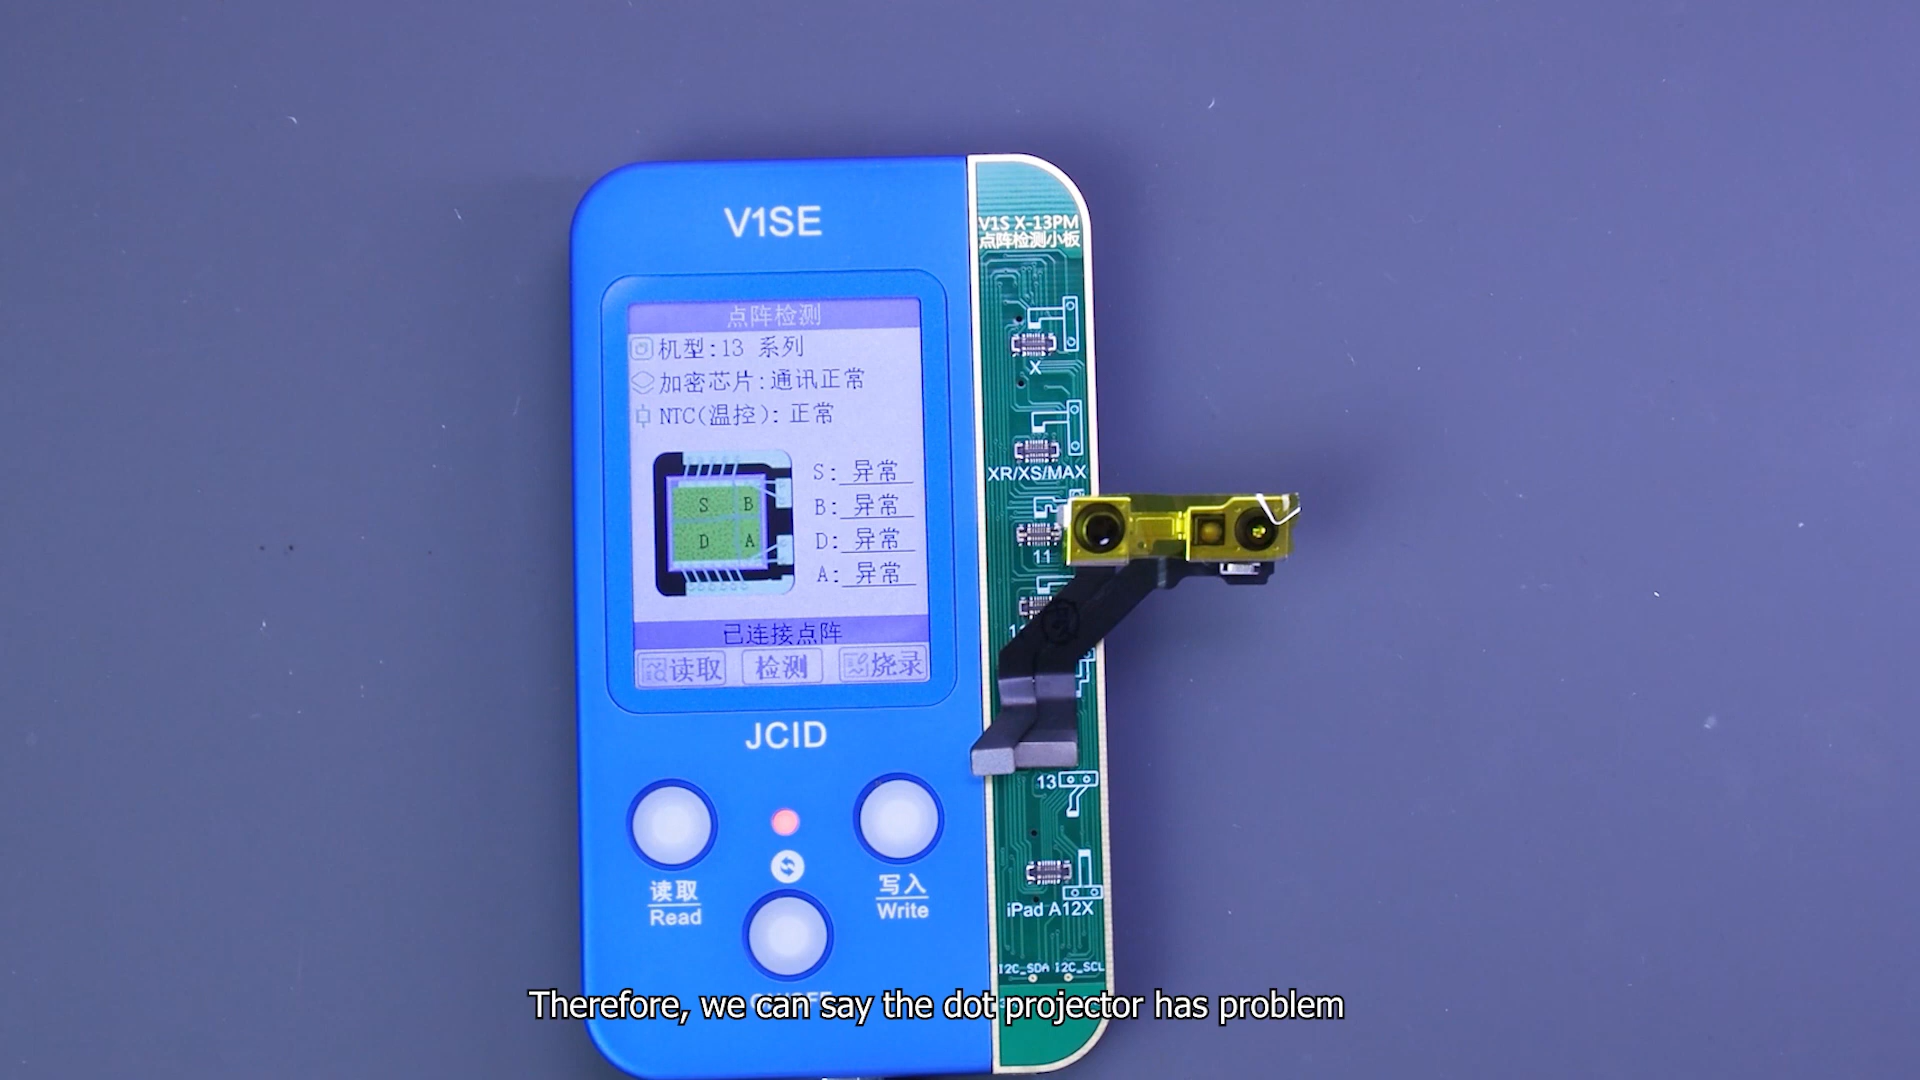 V1SE
点阵检测
机型:13 系列
加密芯片:通讯正常
NTC(温控): 正常
S B
D A
S: 异常
B: 异常
D: 异常
A: 异常
已连接点阵
读取 检测 烧录
JCID
读取
Read
写入
Write
V1S X-13PM
点阵检测小板
X
XR/XS/MAX
11
13
iPad A12X
I2C_SDA I2C_SCL
Therefore, we can say the dot projector has problem